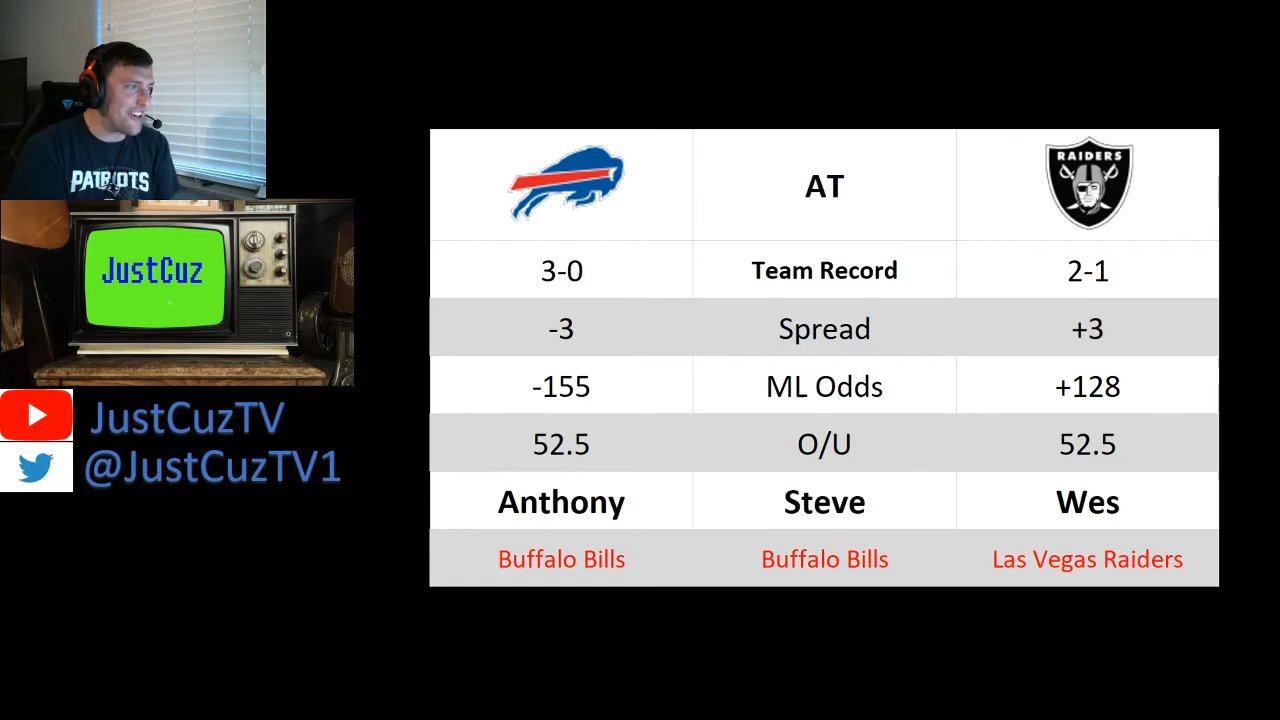 PATRIOTS
JustCuz
JustCuzTV
@JustCuzTV1
RAIDERS
AT
3-0 Team Record 2-1
-3 Spread +3
-155 ML Odds +128
52.5 O/U 52.5
Anthony Steve Wes
Buffalo Bills Buffalo Bills Las Vegas Raiders